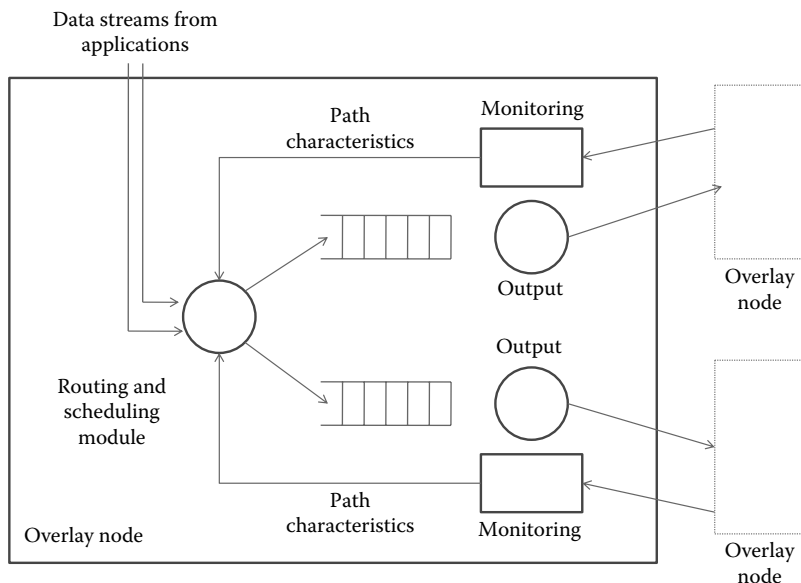 Data streams from
applications
Monitoring
Path
characteristics
Output
Overlay
node
Output
Routing and
scheduling
module
Path
characteristics
Monitoring
Overlay node
Overlay
node